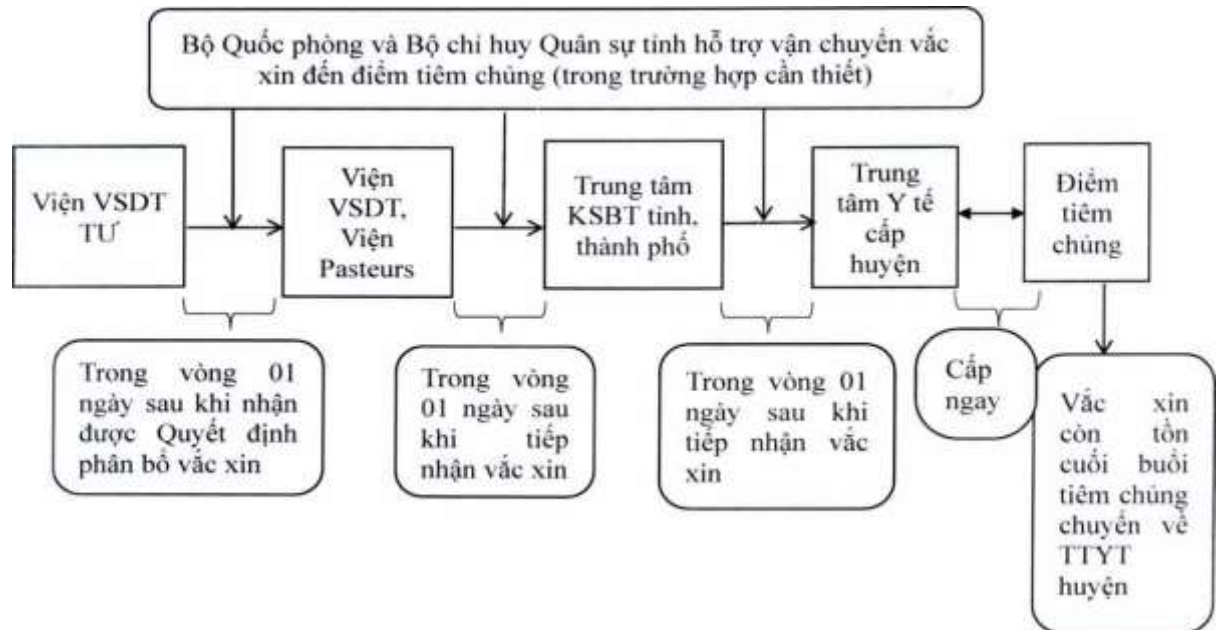 Bộ Quốc phòng và Bộ chỉ huy Quân sự tỉnh hỗ trợ vận chuyển vắc
xin đến điểm tiêm chủng (trong trường hợp cần thiết)
Viện VSDT
TƯ
Viện
VSDT,
Viện
Pasteurs
Trung tâm
KSBT tỉnh,
thành phố
Trung
tâm Y tế
cấp
huyện
Điểm
tiêm
chủng
Trong vòng 01
ngày sau khi nhận
được Quyết định
phân bổ vắc xin
Trong vòng
01 ngày sau
khi tiếp
nhận vắc xin
Trong vòng 01
ngày sau khi
tiếp nhận vắc
xin
Cấp
ngay
Vắc xin
còn tồn
cuối buổi
tiêm chủng
chuyển về
TTYT
huyện